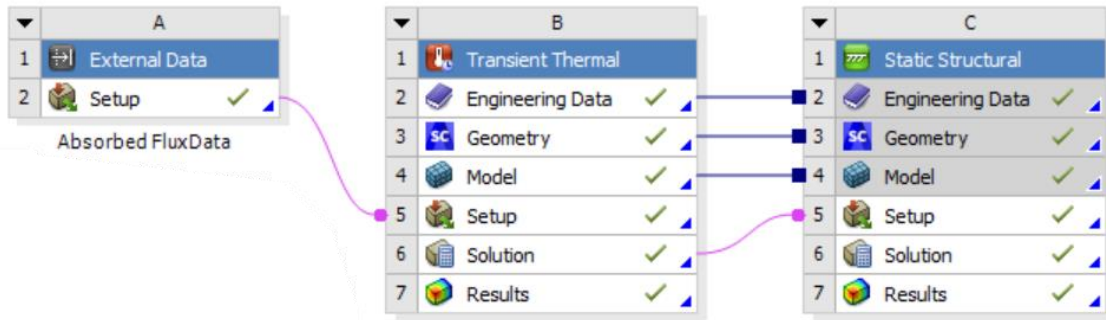 A
1 External Data
2 Setup
Absorbed FluxData
B
1 Transient Thermal
2 Engineering Data
3 SC Geometry
4 Model
5 Setup
6 Solution
7 Results
C
1 Static Structural
2 Engineering Data
3 SC Geometry
4 Model
5 Setup
6 Solution
7 Results